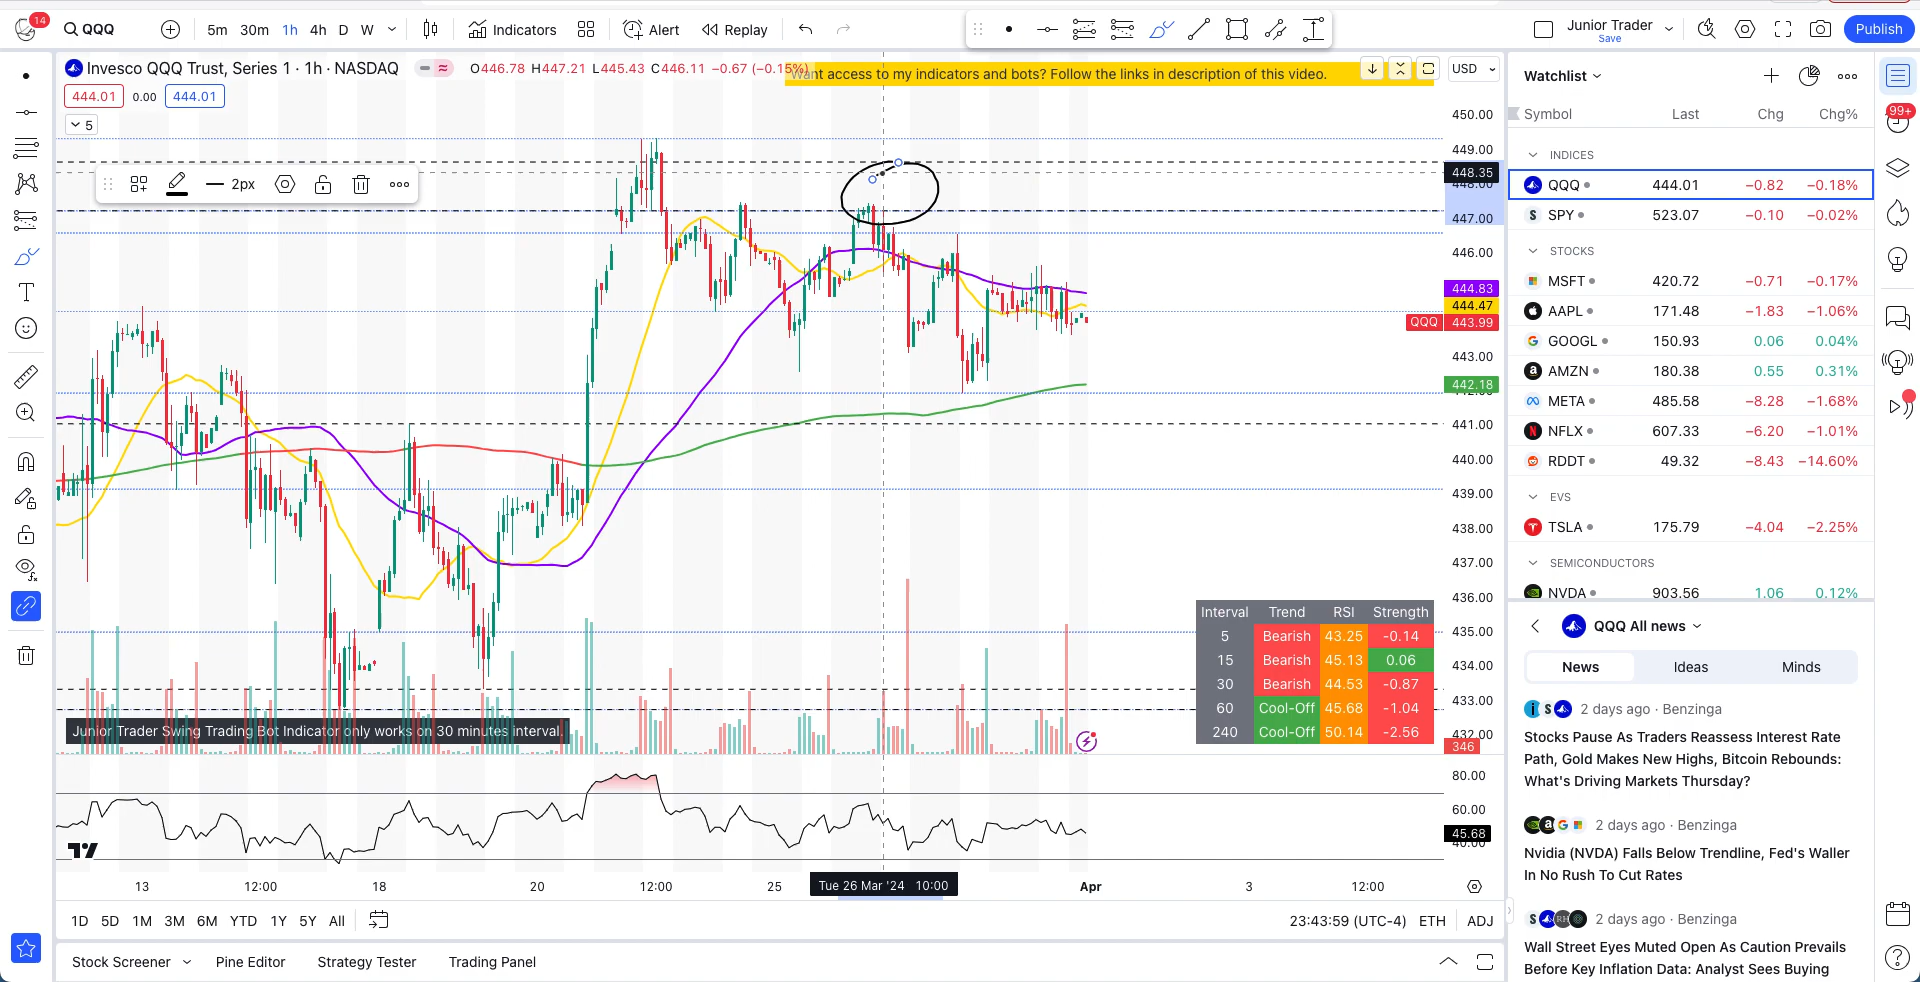 14
QQQ
5m 30m 1h 4h D W
Indicators
Alert
Replay
Junior Trader
Save
Publish
Invesco QQQ Trust, Series 1 · 1h · NASDAQ
O446.78 H447.21 L445.43 C446.11 −0.67 (−0.15%)
Want access to my indicators and bots? Follow the links in description of this video.
USD
444.01 0.00 444.01
5
2px
450.00
449.00
448.35
448.00
447.00
446.00
444.83
444.47
QQQ 443.99
443.00
442.18
441.00
440.00
439.00
438.00
437.00
436.00
435.00
434.00
433.00
432.00
346
Interval Trend RSI Strength
5 Bearish 43.25 -0.14
15 Bearish 45.13 0.06
30 Bearish 44.53 -0.87
60 Cool-Off 45.68 -1.04
240 Cool-Off 50.14 -2.56
Junior Trader Swing Trading Bot Indicator only works on 30 minutes interval.
80.00
60.00
45.68
40.00
13 12:00 18 20 12:00 25 Tue 26 Mar '24 10:00 Apr 3 12:00
1D 5D 1M 3M 6M YTD 1Y 5Y All
23:43:59 (UTC-4) ETH ADJ
Stock Screener Pine Editor Strategy Tester Trading Panel
Watchlist
Symbol Last Chg Chg%
INDICES
QQQ 444.01 −0.82 −0.18%
SPY 523.07 −0.10 −0.02%
STOCKS
MSFT 420.72 −0.71 −0.17%
AAPL 171.48 −1.83 −1.06%
GOOGL 150.93 0.06 0.04%
AMZN 180.38 0.55 0.31%
META 485.58 −8.28 −1.68%
NFLX 607.33 −6.20 −1.01%
RDDT 49.32 −8.43 −14.60%
EVS
TSLA 175.79 −4.04 −2.25%
SEMICONDUCTORS
NVDA 903.56 1.06 0.12%
QQQ All news
News Ideas Minds
2 days ago · Benzinga
Stocks Pause As Traders Reassess Interest Rate
Path, Gold Makes New Highs, Bitcoin Rebounds:
What's Driving Markets Thursday?
2 days ago · Benzinga
Nvidia (NVDA) Falls Below Trendline, Fed's Waller
In No Rush To Cut Rates
2 days ago · Benzinga
Wall Street Eyes Muted Open As Caution Prevails
Before Key Inflation Data: Analyst Sees Buying
99+